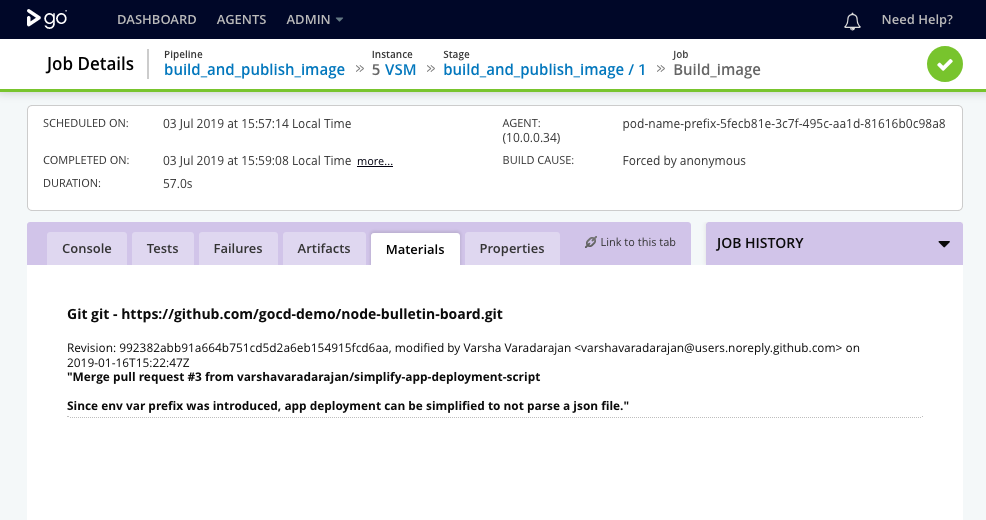 go DASHBOARD AGENTS ADMIN Need Help?
Job Details
Pipeline Instance Stage Job
build_and_publish_image » 5 VSM » build_and_publish_image / 1 » Build_image
SCHEDULED ON: 03 Jul 2019 at 15:57:14 Local Time
COMPLETED ON: 03 Jul 2019 at 15:59:08 Local Time more...
DURATION: 57.0s
AGENT: pod-name-prefix-5fecb81e-3c7f-495c-aa1d-81616b0c98a8
(10.0.0.34)
BUILD CAUSE: Forced by anonymous
Console Tests Failures Artifacts Materials Properties Link to this tab
JOB HISTORY
Git git - https://github.com/gocd-demo/node-bulletin-board.git
Revision: 992382abb91a664b751cd5d2a6eb154915fcd6aa, modified by Varsha Varadarajan <varshavaradarajan@users.noreply.github.com> on
2019-01-16T15:22:47Z
"Merge pull request #3 from varshavaradarajan/simplify-app-deployment-script
Since env var prefix was introduced, app deployment can be simplified to not parse a json file."